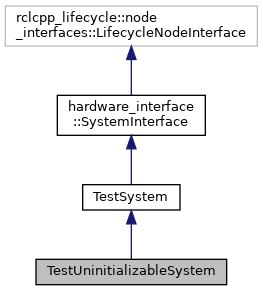 rclcpp_lifecycle::node
_interfaces::LifecycleNodeInterface
hardware_interface
::SystemInterface
TestSystem
TestUninitializableSystem